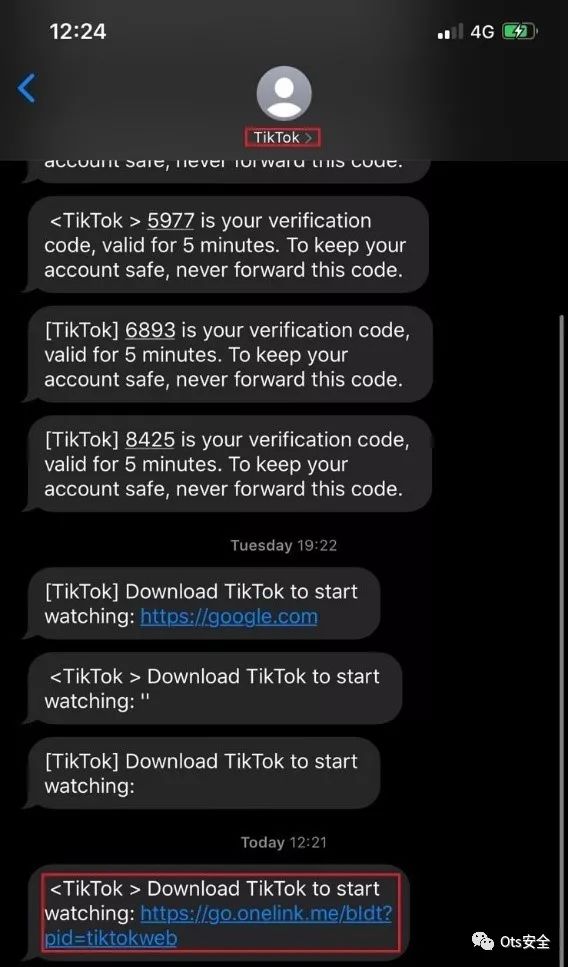 12:24
4G
TikTok >
account safe, never forward this code.
<TikTok > 5977 is your verification
code, valid for 5 minutes. To keep your
account safe, never forward this code.
[TikTok] 6893 is your verification code,
valid for 5 minutes. To keep your
account safe, never forward this code.
[TikTok] 8425 is your verification code,
valid for 5 minutes. To keep your
account safe, never forward this code.
Tuesday 19:22
[TikTok] Download TikTok to start
watching: https://google.com
<TikTok > Download TikTok to start
watching: ''
[TikTok] Download TikTok to start
watching:
Today 12:21
<TikTok > Download TikTok to start
watching: https://go.onelink.me/bIdt?
pid=tiktokweb
Ots安全